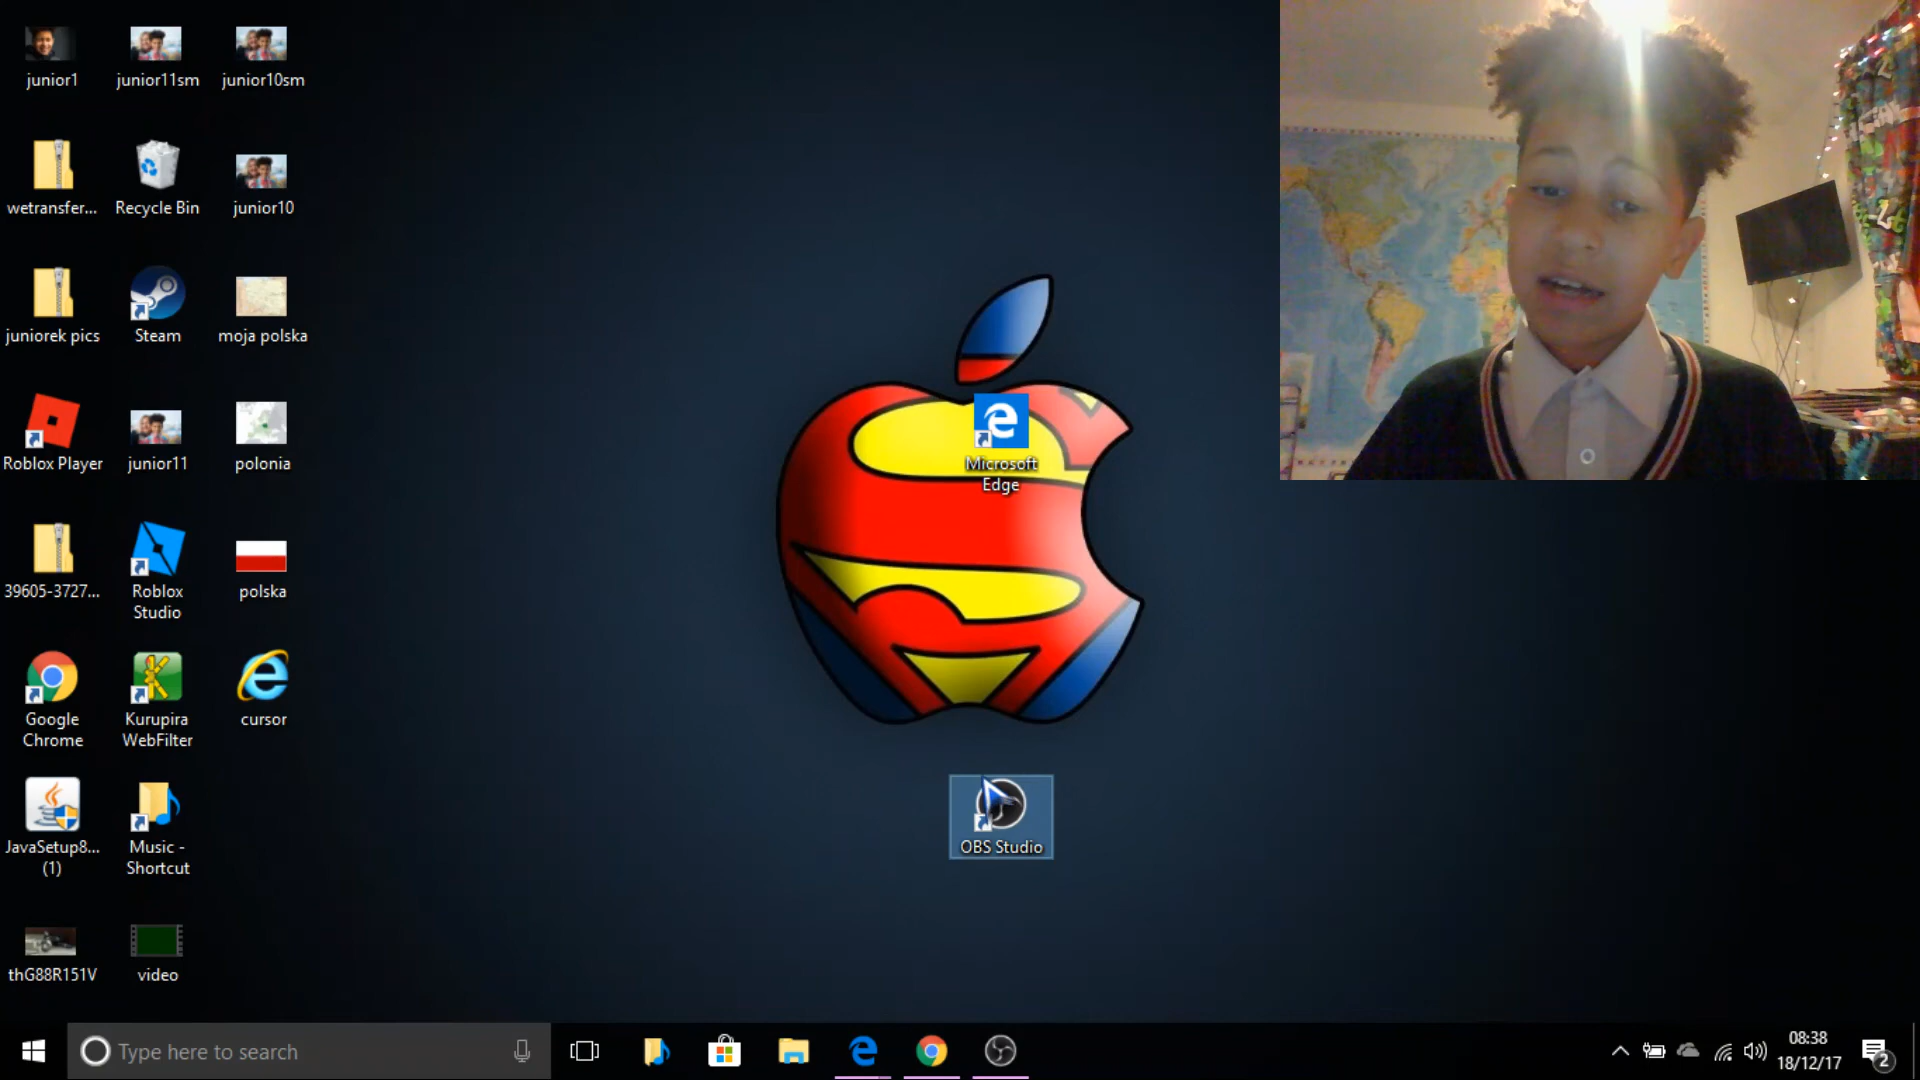 junior1
junior11sm
junior10sm
wetransfer...
Recycle Bin
junior10
juniorek pics
Steam
moja polska
Roblox Player
junior11
polonia
Microsoft
Edge
39605-3727...
Roblox
Studio
polska
Google
Chrome
Kurupira
WebFilter
cursor
JavaSetup8...
(1)
Music -
Shortcut
OBS Studio
thG88R151V
video
Type here to search
08:38
18/12/17
2